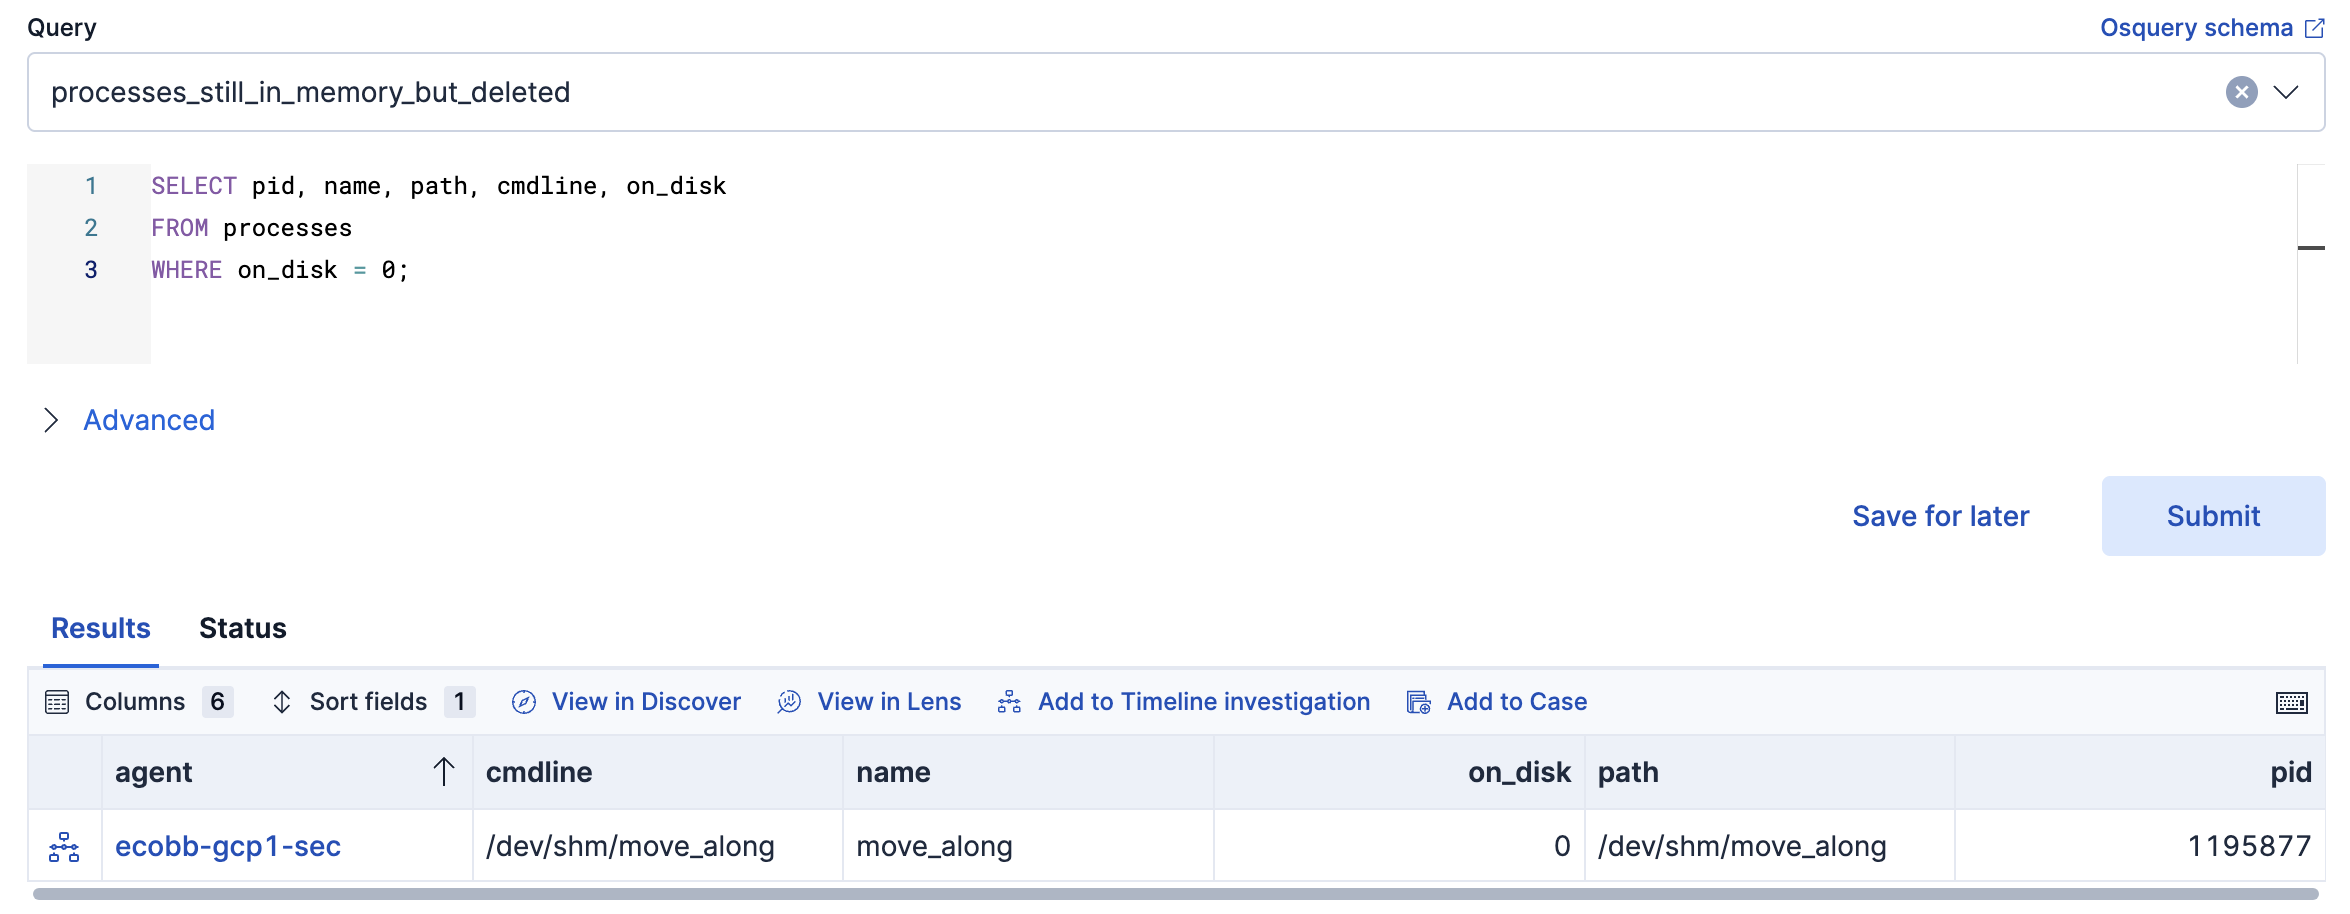 Query Osquery schema
processes_still_in_memory_but_deleted
1 SELECT pid, name, path, cmdline, on_disk
2 FROM processes
3 WHERE on_disk = 0;
Advanced
Save for later Submit
Results Status
Columns 6 Sort fields 1 View in Discover View in Lens Add to Timeline investigation Add to Case
agent cmdline name on_disk path pid
ecobb-gcp1-sec /dev/shm/move_along move_along 0 /dev/shm/move_along 1195877